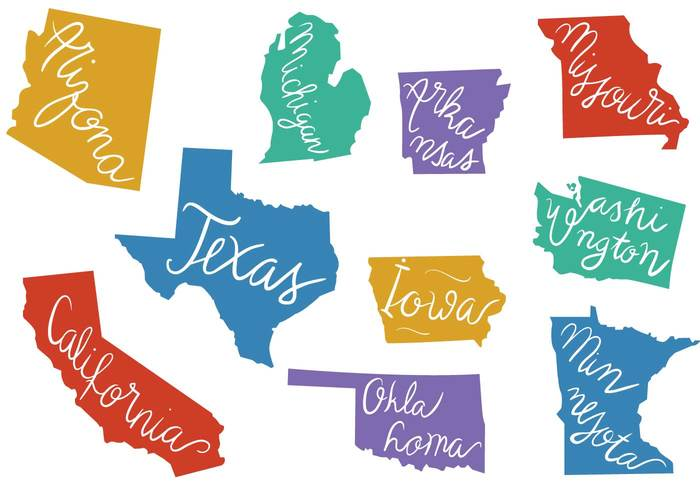 Arizona
Michigan
Arka
nsas
Missouri
Texas
Washi
ngton
Iowa
California
Okla
homa
Min
nesota